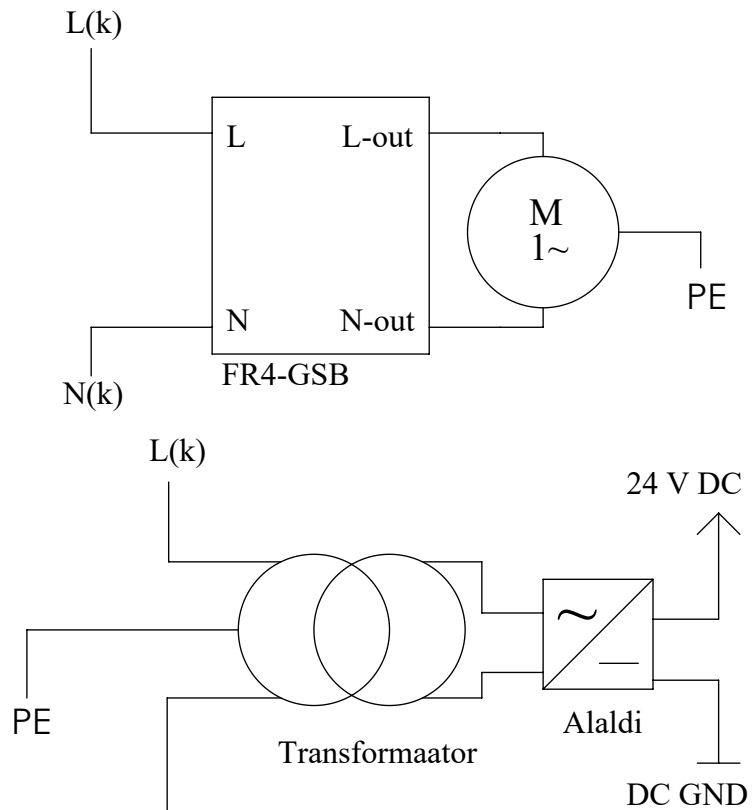 L(k)
L L-out
M
1~
PE
N N-out
FR4-GSB
N(k)
L(k)
24 V DC
~
PE
Alaldi
Transformaator
DC GND